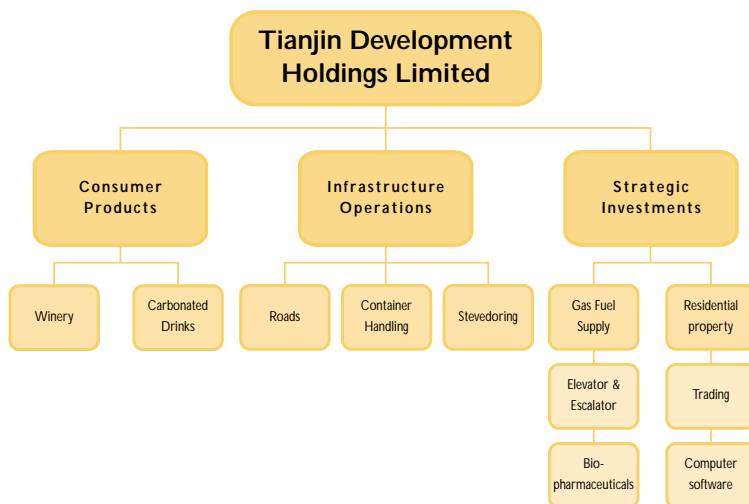 Tianjin Development
Holdings Limited
Consumer
Products
Infrastructure
Operations
Strategic
Investments
Winery
Carbonated
Drinks
Roads
Container
Handling
Stevedoring
Gas Fuel
Supply
Residential
property
Elevator &
Escalator
Trading
Bio-
pharmaceuticals
Computer
software